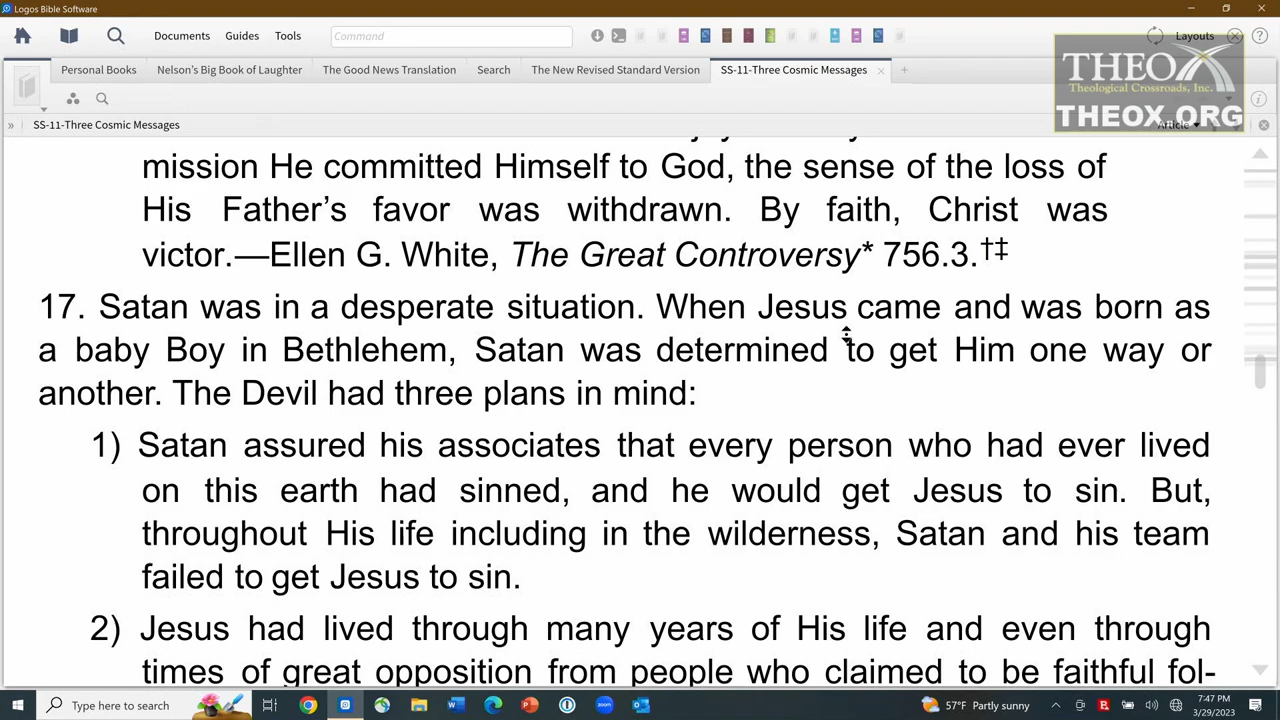 Logos Bible Software
Documents Guides Tools Command Layouts
Personal Books Nelson's Big Book of Laughter The Good News Translation Search The New Revised Standard Version SS-11-Three Cosmic Messages
THEOX
Theological Crossroads, Inc.
THEOX.ORG
SS-11-Three Cosmic Messages Article
mission He committed Himself to God, the sense of the loss of
His Father's favor was withdrawn. By faith, Christ was
victor.—Ellen G. White, The Great Controversy* 756.3.†‡
17. Satan was in a desperate situation. When Jesus came and was born as
a baby Boy in Bethlehem, Satan was determined to get Him one way or
another. The Devil had three plans in mind:
1) Satan assured his associates that every person who had ever lived
on this earth had sinned, and he would get Jesus to sin. But,
throughout His life including in the wilderness, Satan and his team
failed to get Jesus to sin.
2) Jesus had lived through many years of His life and even through
times of great opposition from people who claimed to be faithful fol-
Type here to search 57°F Partly sunny 7:47 PM
3/29/2023